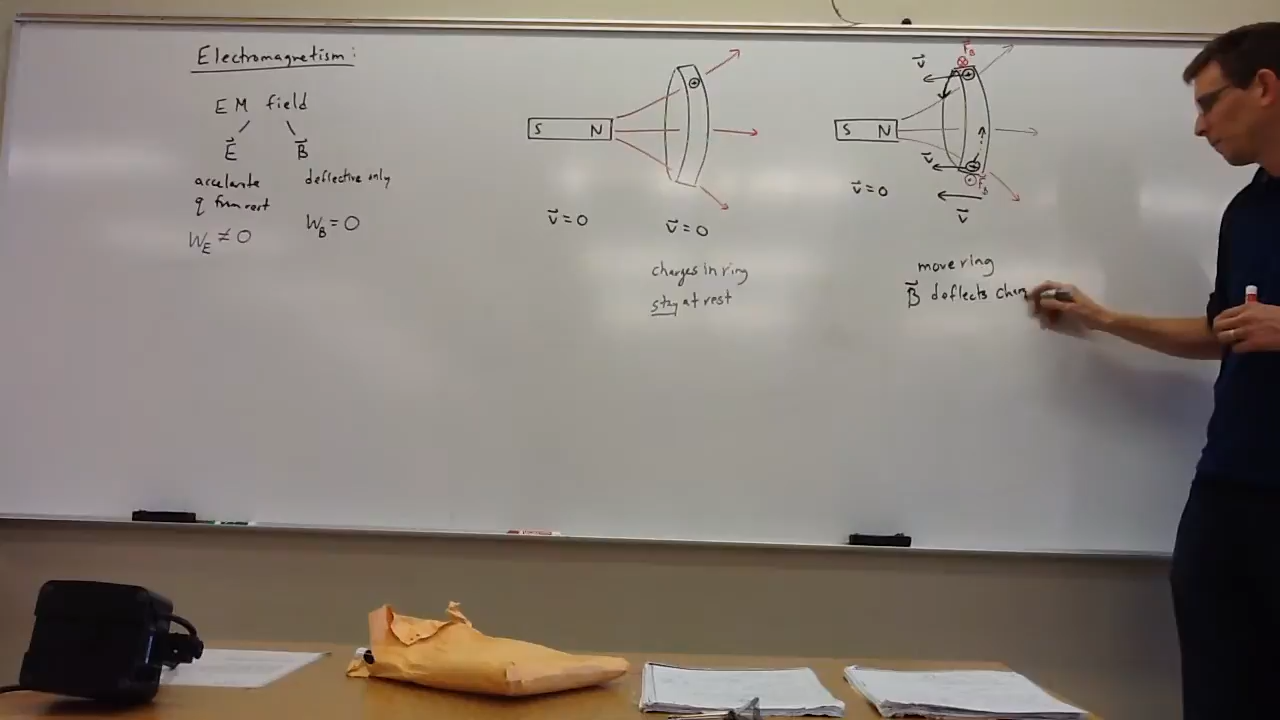 Electromagnetism:
EM field
E B
accelerate
q from rest
deflective only
W_E ≠ 0
W_B = 0
S N
v = 0
v = 0
charges in ring
stay at rest
S N
v
F_B
v
F_B
v = 0
v
move ring
B deflects char